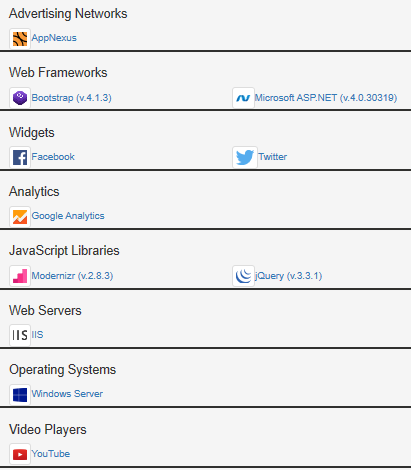 Advertising Networks
AppNexus
Web Frameworks
Bootstrap (v.4.1.3) Microsoft ASP.NET (v.4.0.30319)
Widgets
Facebook Twitter
Analytics
Google Analytics
JavaScript Libraries
Modernizr (v.2.8.3) jQuery (v.3.3.1)
Web Servers
IIS IIS
Operating Systems
Windows Server
Video Players
YouTube